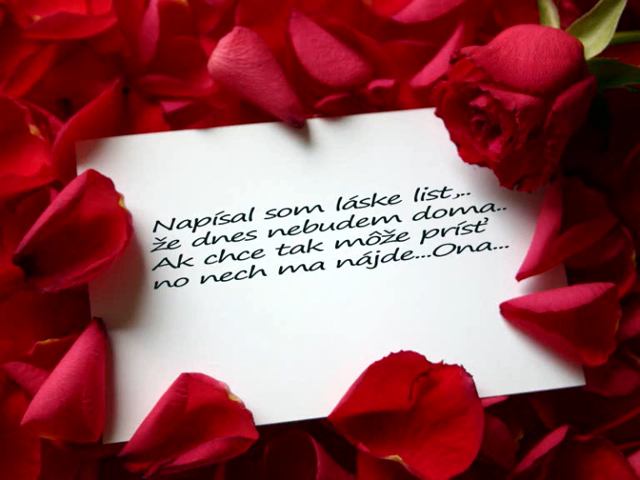 Napísal som láske list,..
že dnes nebudem doma..
Ak chce tak môže prísť
no nech ma nájde...Ona...